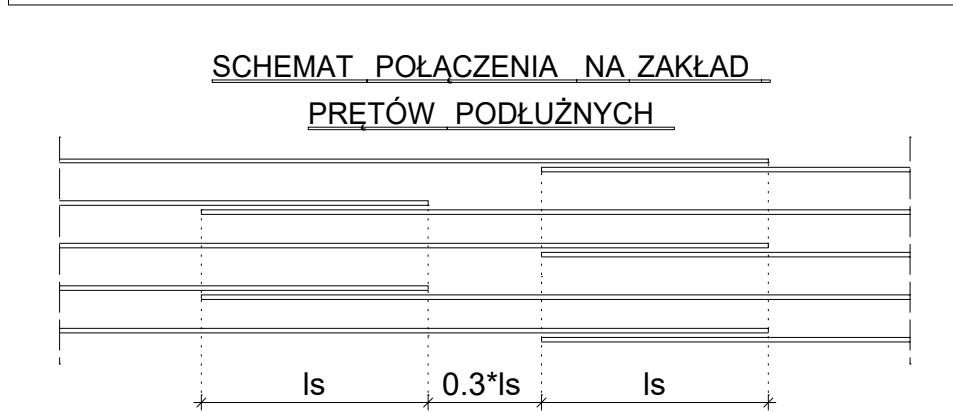 SCHEMAT POŁĄCZENIA NA ZAKŁAD
PRĘTÓW PODŁUŻNYCH
ls 0.3*ls ls